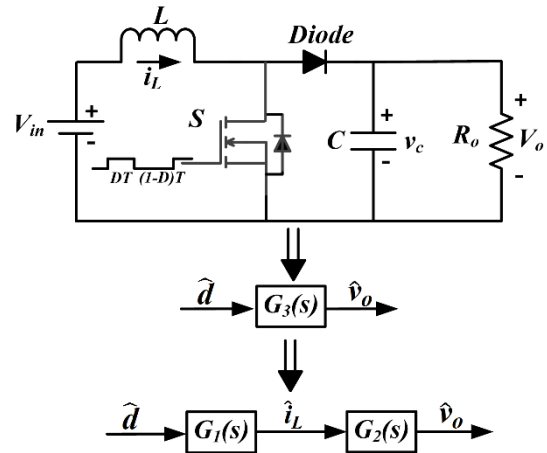 L
Diode
i_L
V_in
+
-
S
DT (1-D)T
C
+
v_c
-
R_o
+
V_o
-
d̂ G_3(s) v̂_o
d̂ G_1(s) î_L G_2(s) v̂_o